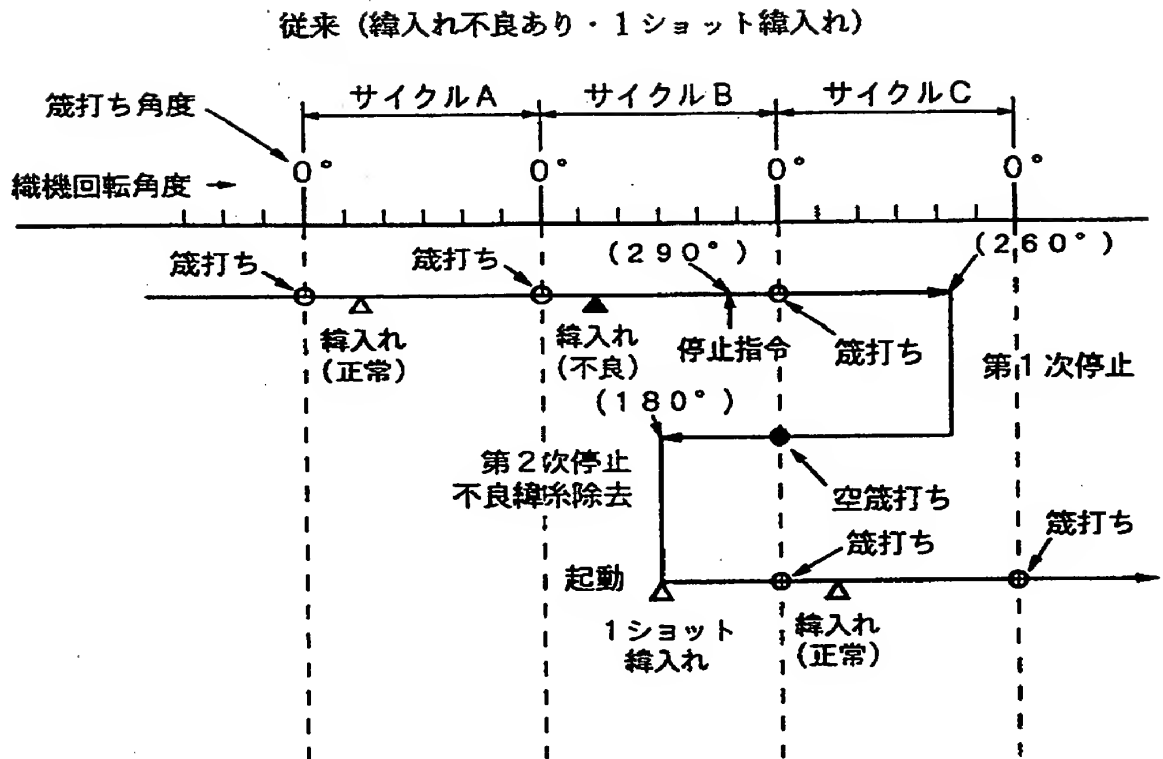 従来（緯入れ不良あり・1ショット緯入れ）
サイクルA
サイクルB
サイクルC
筬打ち角度
0°
0°
0°
0°
織機回転角度
筬打ち
筬打ち
(290°)
(260°)
緯入れ
(正常)
緯入れ
(不良)
停止指令
筬打ち
第1次停止
(180°)
第2次停止
不良緯糸除去
空筬打ち
筬打ち
筬打ち
起動
1ショット
緯入れ
緯入れ
(正常)